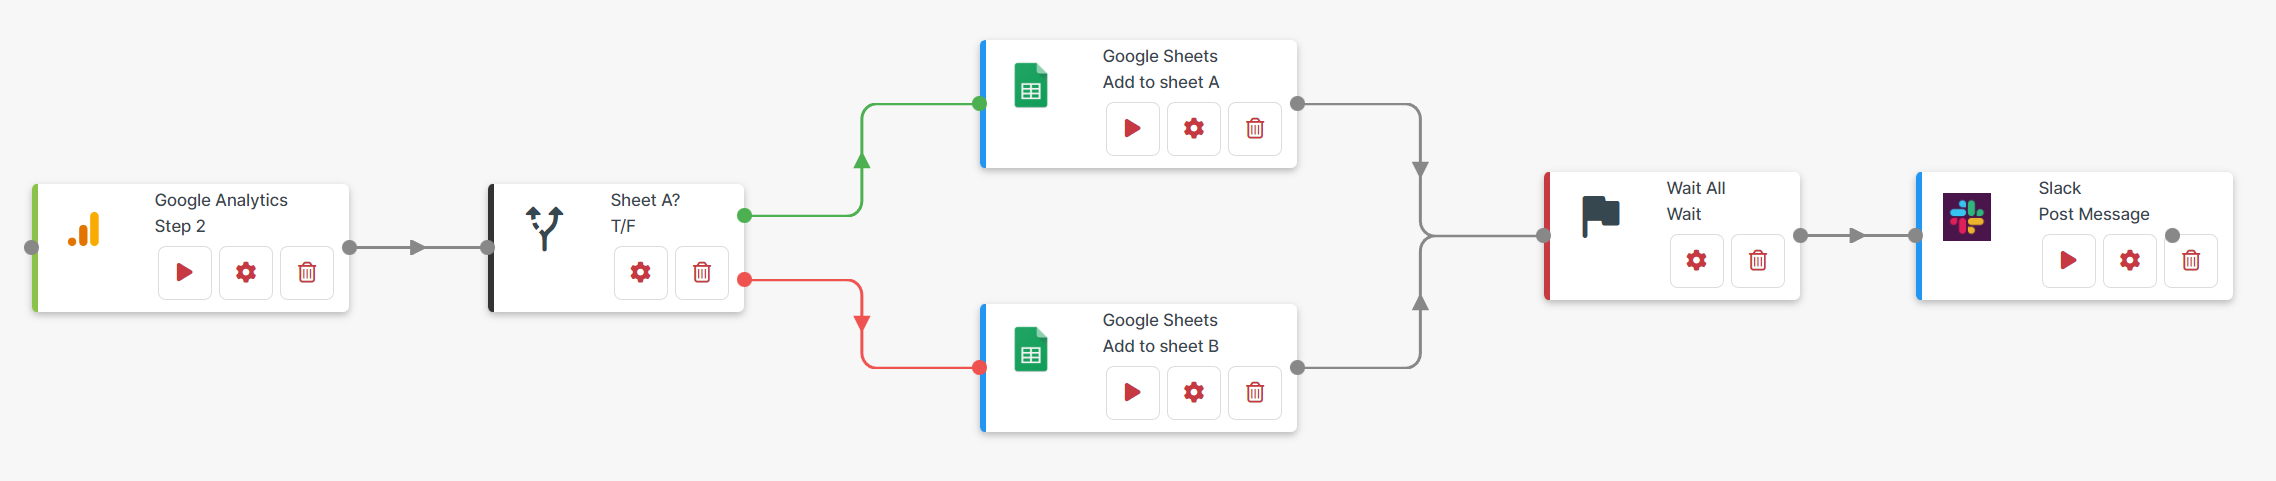 Google Analytics
Step 2
Sheet A?
T/F
Google Sheets
Add to sheet A
Google Sheets
Add to sheet B
Wait All
Wait
Slack
Post Message